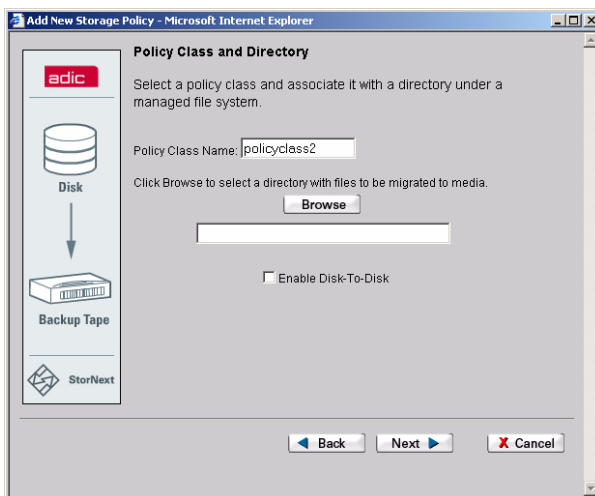 Add New Storage Policy - Microsoft Internet Explorer
adic
Disk
Backup Tape
StorNext
Policy Class and Directory
Select a policy class and associate it with a directory under a
managed file system.
Policy Class Name: policyclass2
Click Browse to select a directory with files to be migrated to media.
Browse
Enable Disk-To-Disk
Back
Next
X Cancel